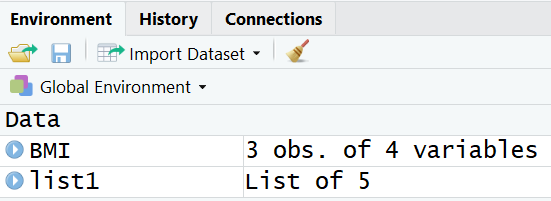 Environment History Connections
Import Dataset
Global Environment
Data
BMI 3 obs. of 4 variables
list1 List of 5